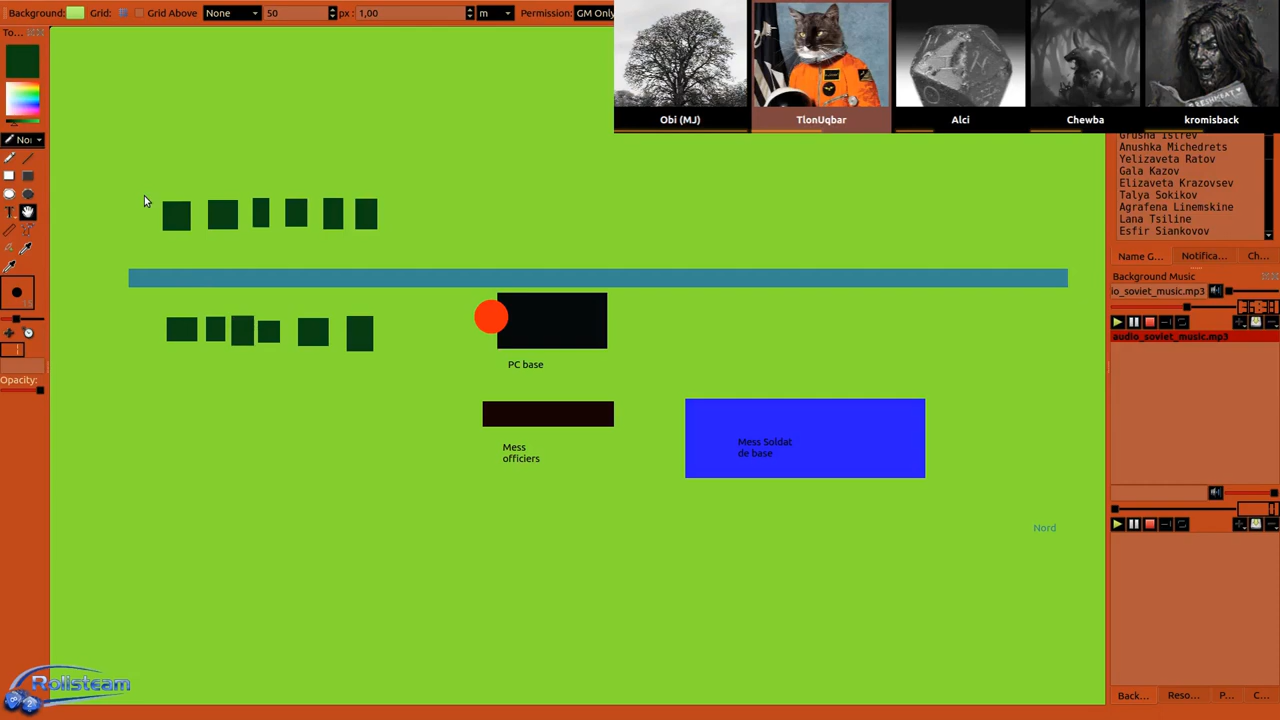 Background:
Grid:
Grid Above
None
50
px :
1,00
m
Permission:
GM Only
To...
No
Opacity:
Obi (MJ)
TlonUqbar
Alci
Chewba
kromisback
Grusha Istrev
Anushka Michedrets
Yelizaveta Ratov
Gala Kazov
Elizaveta Krazovsev
Talya Sokikov
Agrafena Linemskine
Lana Tsiline
Esfir Siankovov
Name G...
Notifica...
Ch...
Background Music
io_soviet_music.mp3
audio_soviet_music.mp3
PC base
Mess
officiers
Mess Soldat
de base
Nord
Back...
Reso...
P...
C...
Rolisteam